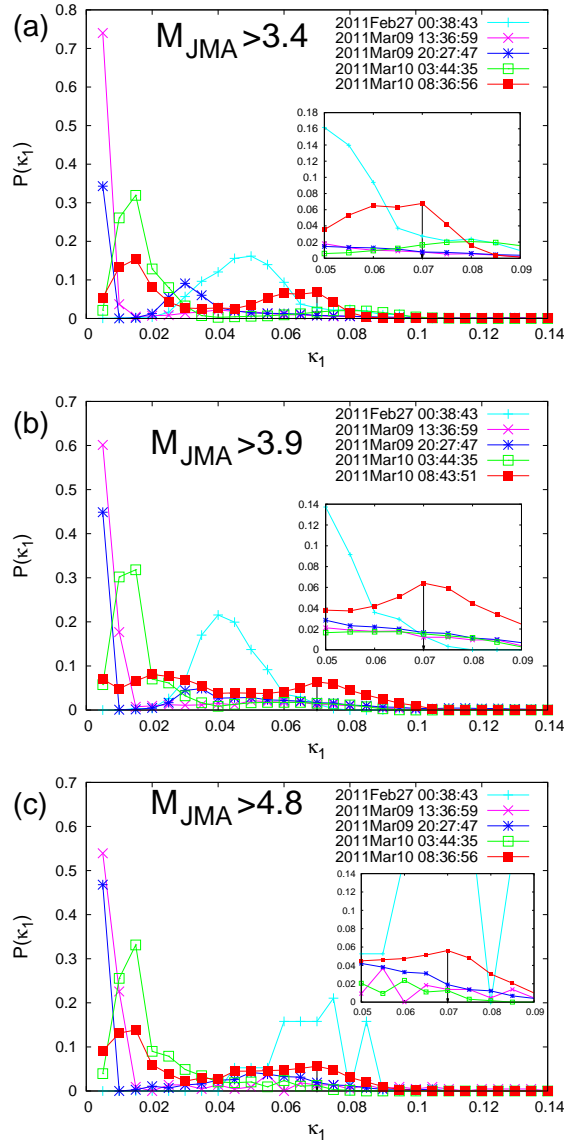 (a)
M_JMA >3.4
2011Feb27 00:38:43
2011Mar09 13:36:59
2011Mar09 20:27:47
2011Mar10 03:44:35
2011Mar10 08:36:56
P(κ₁)
0.8
0.7
0.6
0.5
0.4
0.3
0.2
0.1
0
0.18
0.16
0.14
0.12
0.1
0.08
0.06
0.04
0.02
0
0.05 0.06 0.07 0.08 0.09
0 0.02 0.04 0.06 0.08 0.1 0.12 0.14
κ₁
(b)
M_JMA >3.9
2011Feb27 00:38:43
2011Mar09 13:36:59
2011Mar09 20:27:47
2011Mar10 03:44:35
2011Mar10 08:43:51
P(κ₁)
0.7
0.6
0.5
0.4
0.3
0.2
0.1
0
0.14
0.12
0.1
0.08
0.06
0.04
0.02
0
0.05 0.06 0.07 0.08 0.09
0 0.02 0.04 0.06 0.08 0.1 0.12 0.14
κ₁
(c)
M_JMA >4.8
2011Feb27 00:38:43
2011Mar09 13:36:59
2011Mar09 20:27:47
2011Mar10 03:44:35
2011Mar10 08:36:56
P(κ₁)
0.7
0.6
0.5
0.4
0.3
0.2
0.1
0
0.14
0.12
0.1
0.08
0.06
0.04
0.02
0
0.05 0.06 0.07 0.08 0.09
0 0.02 0.04 0.06 0.08 0.1 0.12 0.14
κ₁